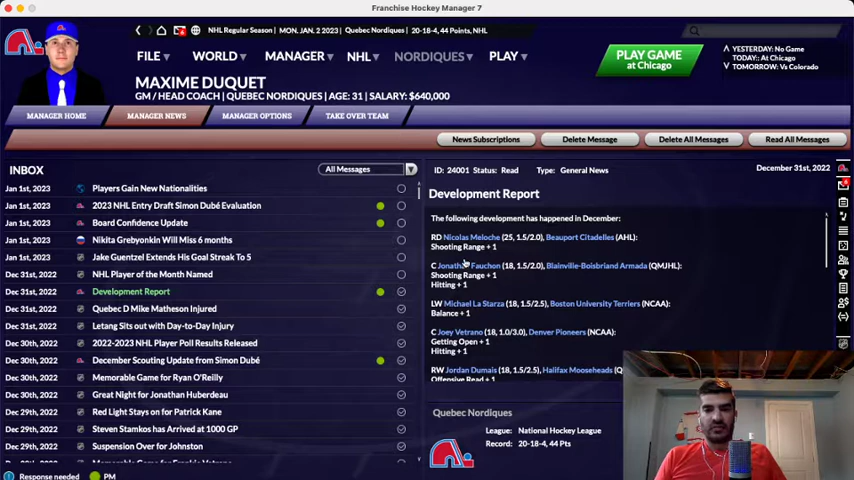 Franchise Hockey Manager 7
NHL Regular Season | MON. JAN. 2 2023 | Quebec Nordiques | 20-18-4, 44 Points, NHL
FILE WORLD MANAGER NHL NORDIQUES PLAY
PLAY GAME
at Chicago
YESTERDAY: No Game
TODAY: At Chicago
TOMORROW: Vs Colorado
MAXIME DUQUET
GM / HEAD COACH | QUEBEC NORDIQUES | AGE: 31 | SALARY: $640,000
MANAGER HOME MANAGER NEWS MANAGER OPTIONS TAKE OVER TEAM
News Subscriptions Delete Message Delete All Messages Read All Messages
INBOX All Messages
Jan 1st, 2023 Players Gain New Nationalities
Jan 1st, 2023 2023 NHL Entry Draft Simon Dubé Evaluation
Jan 1st, 2023 Board Confidence Update
Jan 1st, 2023 Nikita Grebyonkin Will Miss 6 months
Jan 1st, 2023 Jake Guentzel Extends His Goal Streak To 5
Dec 31st, 2022 NHL Player of the Month Named
Dec 31st, 2022 Development Report
Dec 31st, 2022 Quebec D Mike Matheson Injured
Dec 31st, 2022 Letang Sits out with Day-to-Day Injury
Dec 30th, 2022 2022-2023 NHL Player Poll Results Released
Dec 30th, 2022 December Scouting Update from Simon Dubé
Dec 30th, 2022 Memorable Game for Ryan O'Reilly
Dec 30th, 2022 Great Night for Jonathan Huberdeau
Dec 29th, 2022 Red Light Stays on for Patrick Kane
Dec 29th, 2022 Steven Stamkos has Arrived at 1000 GP
Dec 29th, 2022 Suspension Over for Johnston
Response needed PM
ID: 24001 Status: Read Type: General News December 31st, 2022
Development Report
The following development has happened in December:
RD Nicolas Meloche (25, 1.5/2.0), Beauport Citadelles (AHL):
Shooting Range + 1
C Jonathan Fauchon (18, 1.5/2.0), Blainville-Boisbriand Armada (QMJHL):
Shooting Range + 1
Hitting + 1
LW Michael La Starza (18, 1.5/2.5), Boston University Terriers (NCAA):
Balance + 1
C Joey Vetrano (18, 1.0/3.0), Denver Pioneers (NCAA):
Getting Open + 1
Hitting + 1
RW Jordan Dumais (18, 1.5/2.5), Halifax Mooseheads
Offensive Read + 1
Quebec Nordiques
League: National Hockey League
Record: 20-18-4, 44 Pts